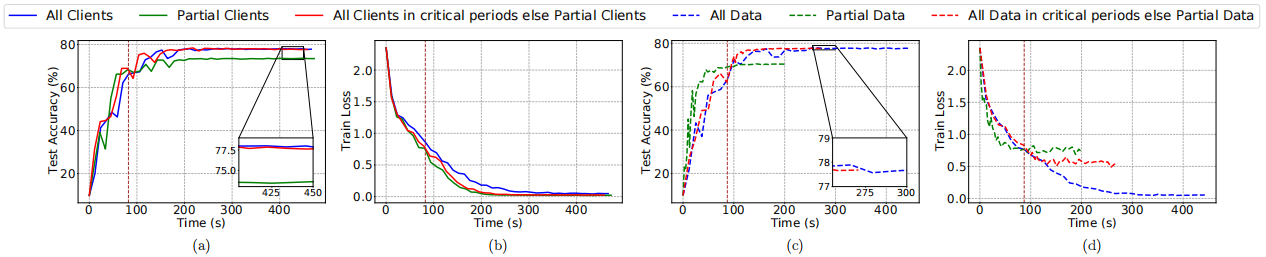 All Clients Partial Clients All Clients in critical periods else Partial Clients All Data Partial Data All Data in critical periods else Partial Data
80
60
40
20
Test Accuracy (%)
0 100 200 300 400
Time (s)
77.5
75.0
425 450
(a)
2.0
1.5
1.0
0.5
0.0
Train Loss
0 100 200 300 400
Time (s)
(b)
80
60
40
20
Test Accuracy (%)
0 100 200 300 400
Time (s)
79
78
77
275 300
(c)
2.0
1.5
1.0
0.5
0.0
Train Loss
0 100 200 300 400
Time (s)
(d)